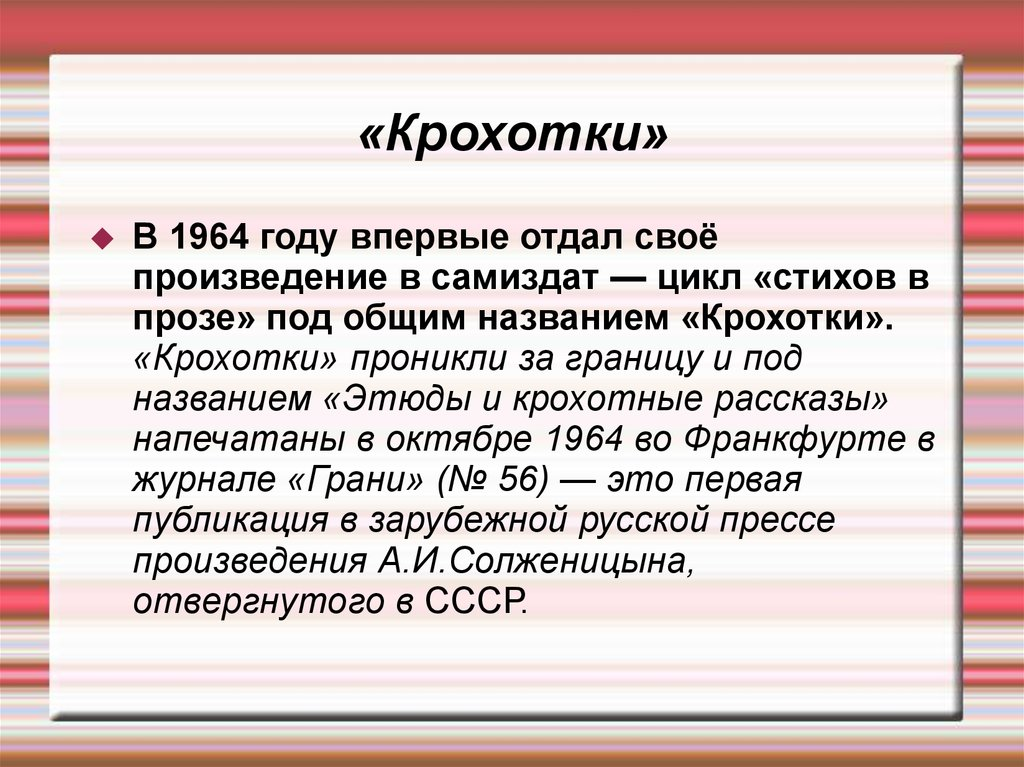 «Крохотки»
В 1964 году впервые отдал своё
произведение в самиздат — цикл «стихов в
прозе» под общим названием «Крохотки».
«Крохотки» проникли за границу и под
названием «Этюды и крохотные рассказы»
напечатаны в октябре 1964 во Франкфурте в
журнале «Грани» (№ 56) — это первая
публикация в зарубежной русской прессе
произведения А.И.Солженицына,
отвергнутого в СССР.